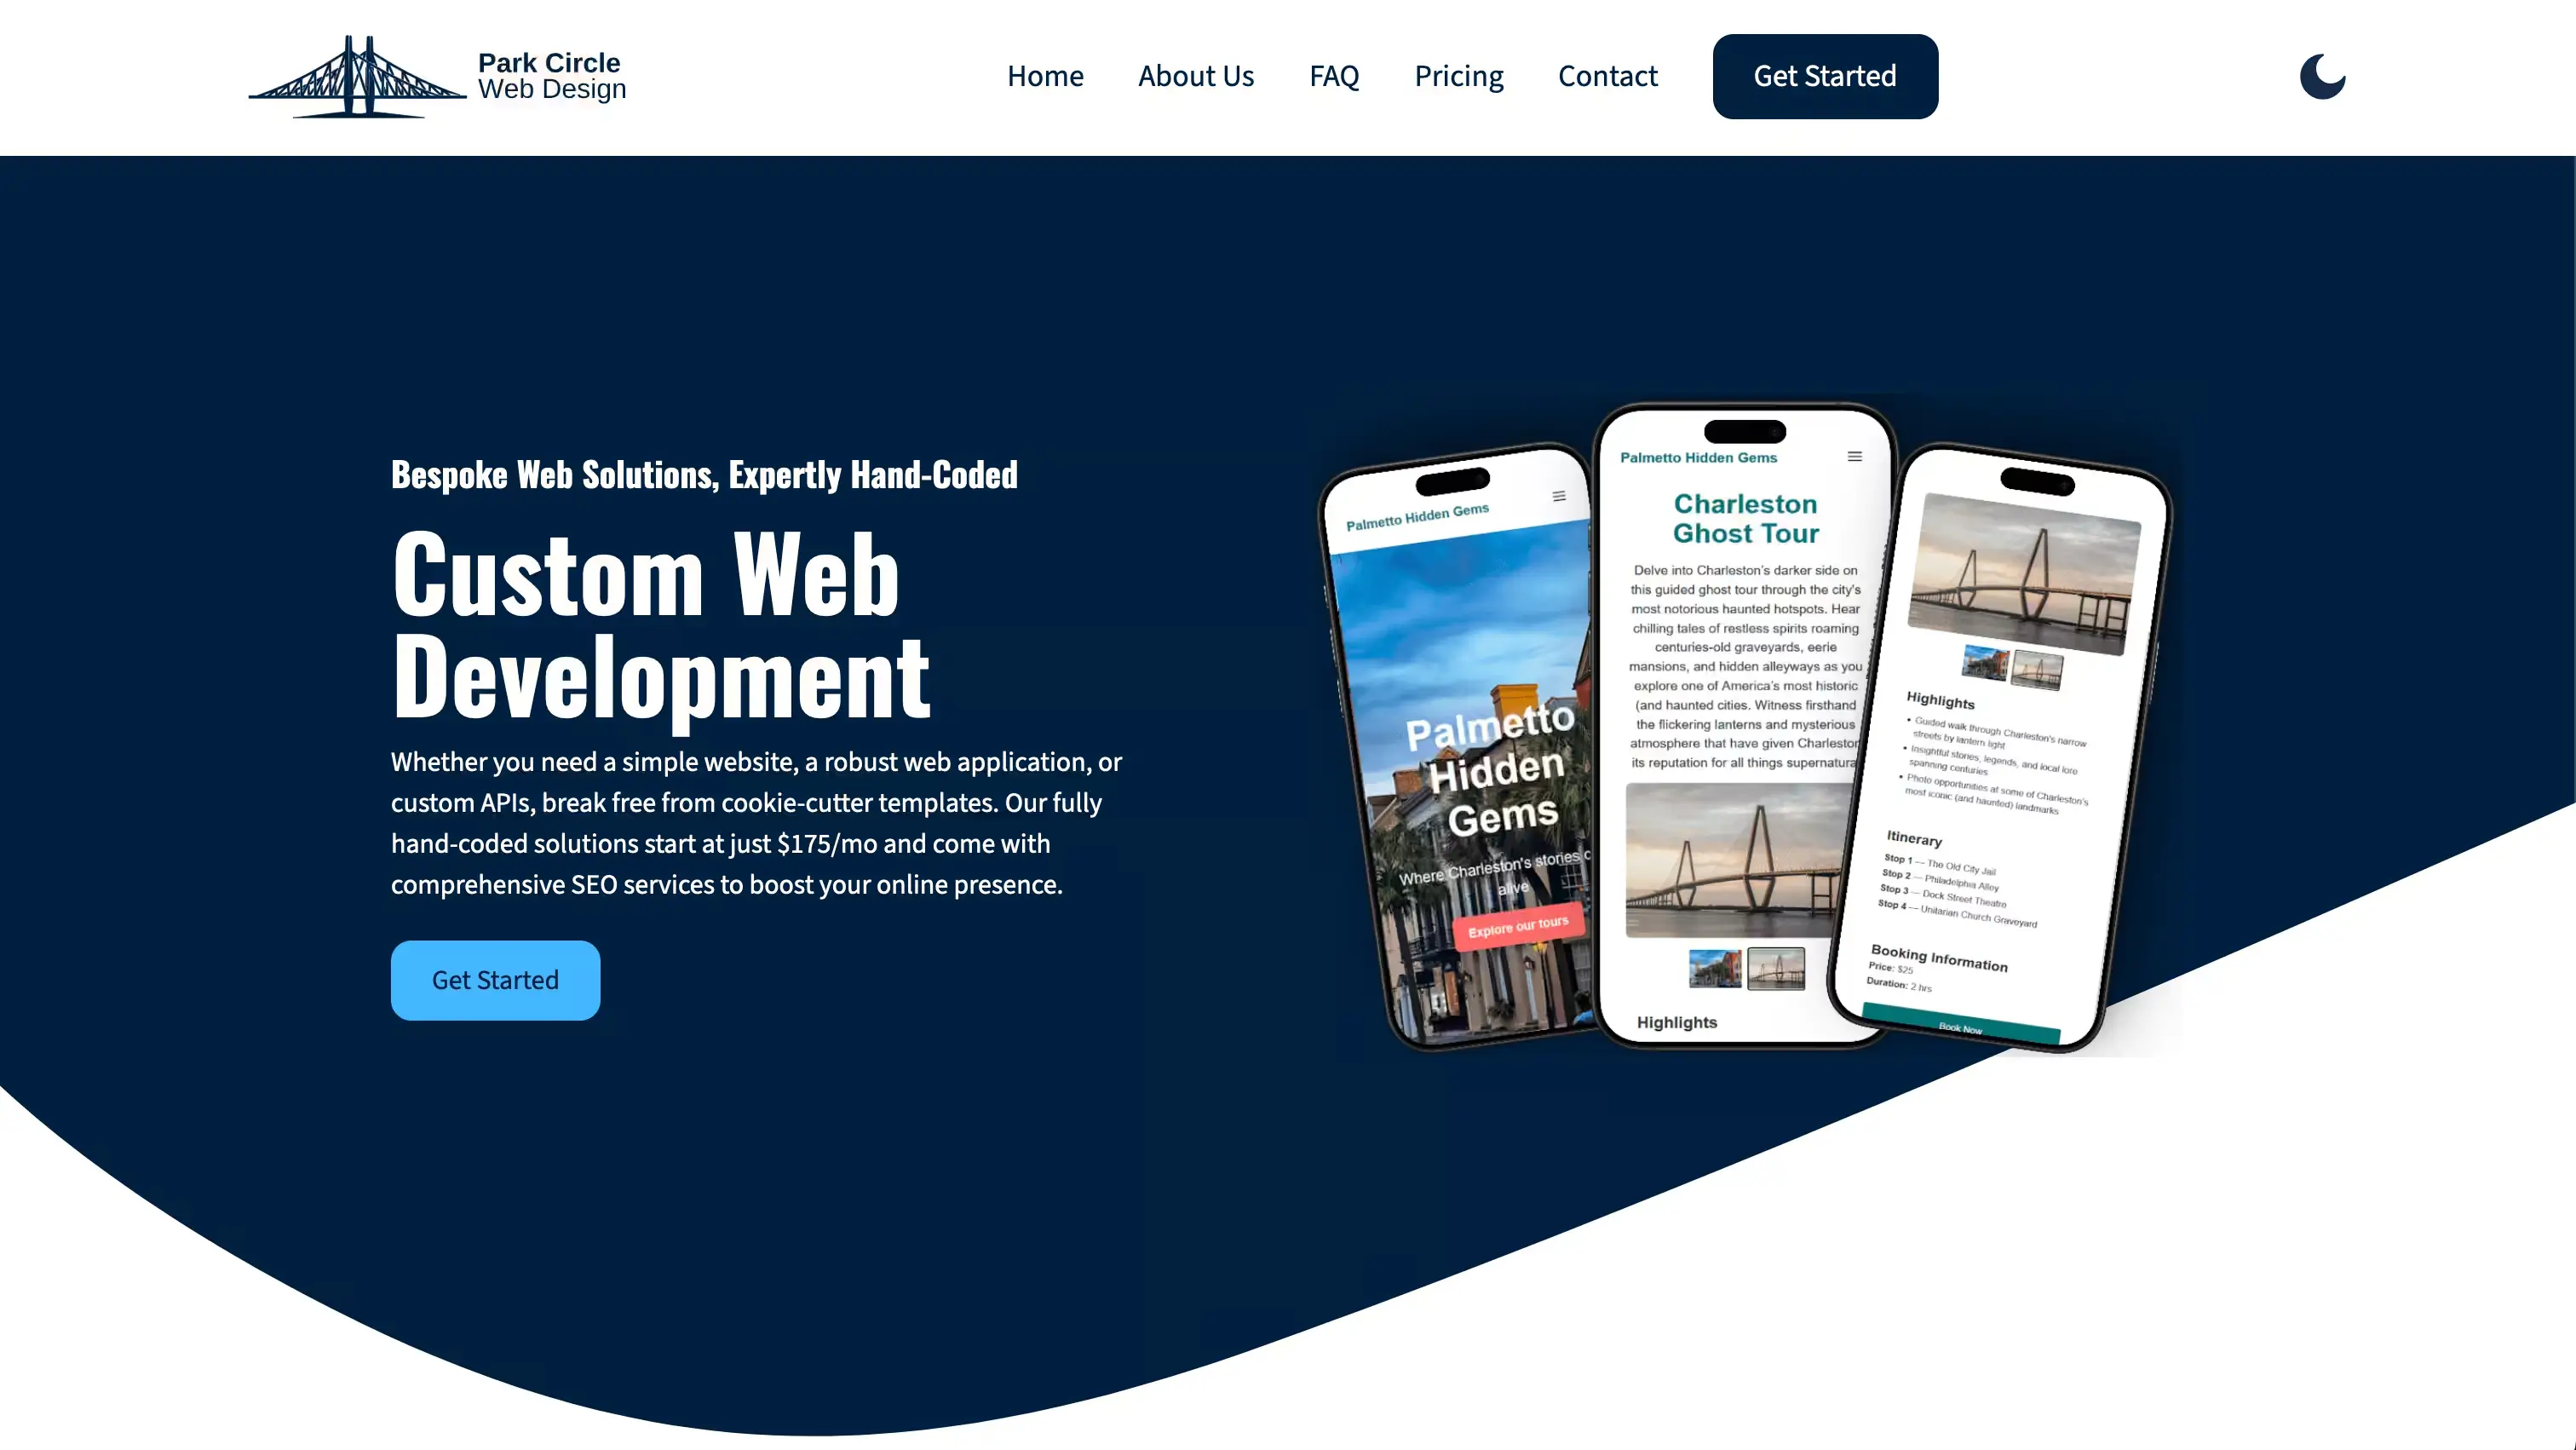 Park Circle
Web Design
Home
About Us
FAQ
Pricing
Contact
Get Started
Bespoke Web Solutions, Expertly Hand-Coded
Custom Web
Development
Whether you need a simple website, a robust web application, or
custom APIs, break free from cookie-cutter templates. Our fully
hand-coded solutions start at just $175/mo and come with
comprehensive SEO services to boost your online presence.
Get Started
Palmetto Hidden Gems
Palmetto
Hidden
Gems
Where Charleston's stories
alive
Explore our tours
Palmetto Hidden Gems
Charleston
Ghost Tour
Delve into Charleston's darker side on
this guided ghost tour through the city's
most notorious haunted hotspots. Hear
chilling tales of restless spirits roaming
centuries-old graveyards, eerie
mansions, and hidden alleyways as you
explore one of America's most historic
(and haunted cities. Witness firsthand
the flickering lanterns and mysterious
atmosphere that have given Charleston
its reputation for all things supernatura
Highlights
Highlights
• Guided walk through Charleston's narrow
streets by lantern light
• Insightful stories, legends, and local lore
spanning centuries
• Photo opportunities at some of Charleston's
most iconic (and haunted) landmarks
Itinerary
Stop 1 — The Old City Jail
Stop 2 — Philadelphia Alley
Stop 3 — Dock Street Theatre
Stop 4 — Unitarian Church Graveyard
Booking Information
Price: $25
Duration: 2 hrs
Book Now